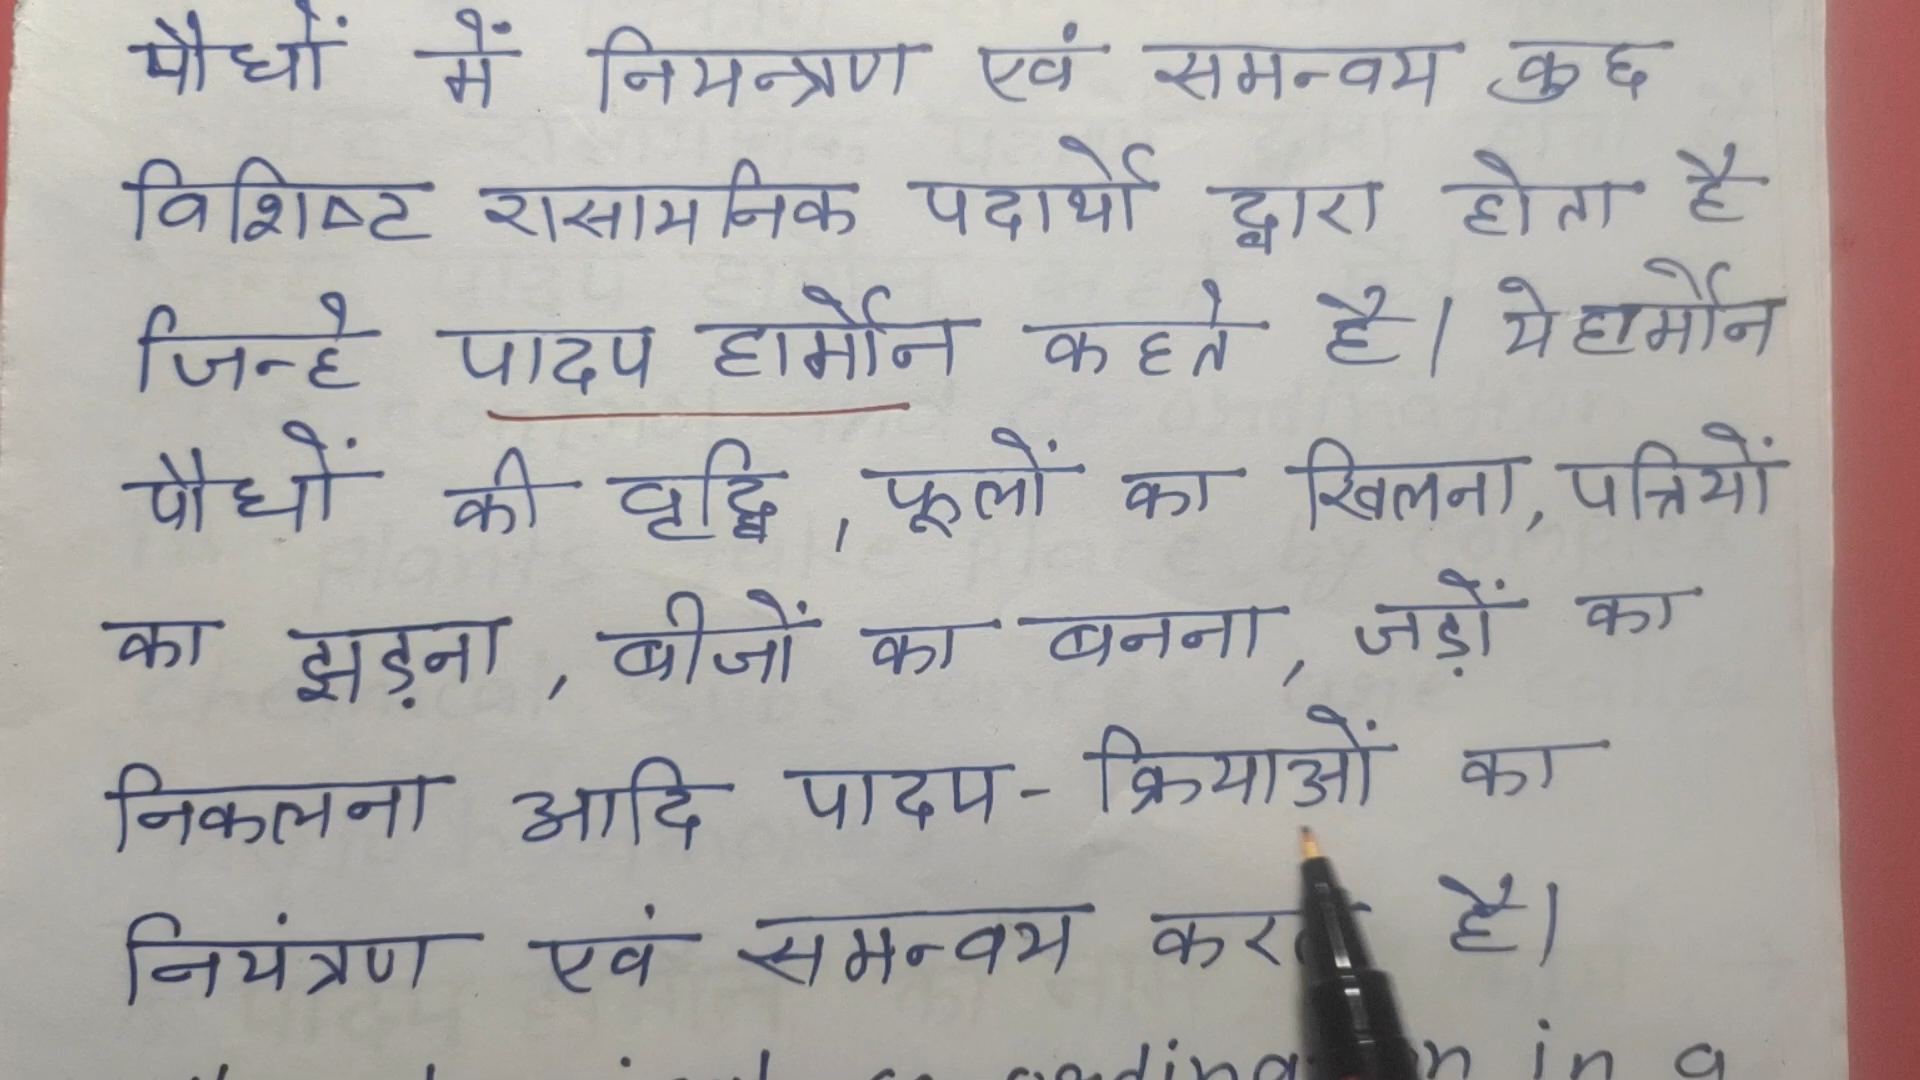 पौधों में नियन्त्रण एवं समन्वय कुछ
विशिष्ट रासायनिक पदार्थों द्वारा होता है
जिन्हे पादप हार्मोन कहते है। ये हार्मोन
पौधों की वृद्धि, फूलों का खिलना, पत्तियों
का झड़ना, बीजों का बनना, जड़ों का
निकलना आदि पादप - क्रियाओं का
नियंत्रण एवं समन्वय है।
in a